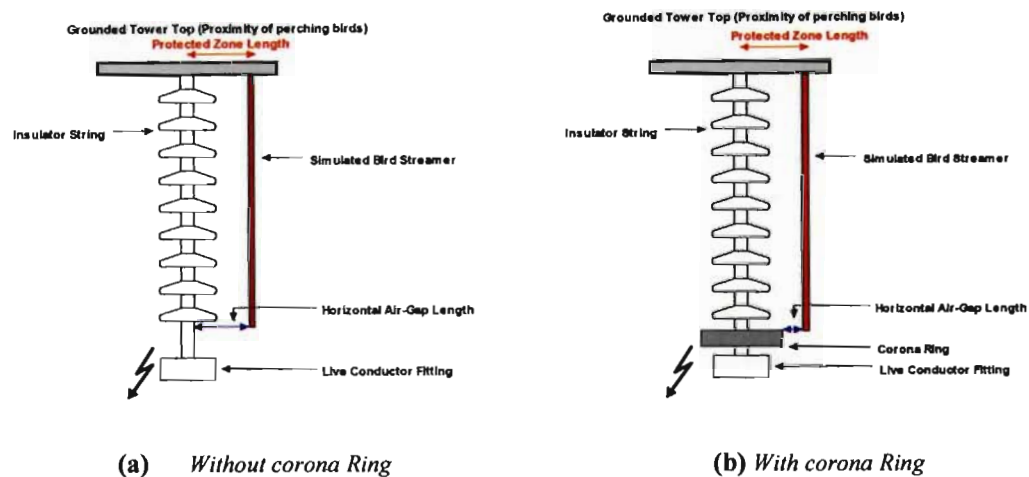 Grounded Tower Top (Proximity of perching birds)
Protected Zone Length
Insulator String
Simulated Bird Streamer
Horizontal Air-Gap Length
Live Conductor Fitting
(a) Without corona Ring
Grounded Tower Top (Proximity of perching birds)
Protected Zone Length
Insulator String
Simulated Bird Streamer
Horizontal Air-Gap Length
Corona Ring
Live Conductor Fitting
(b) With corona Ring